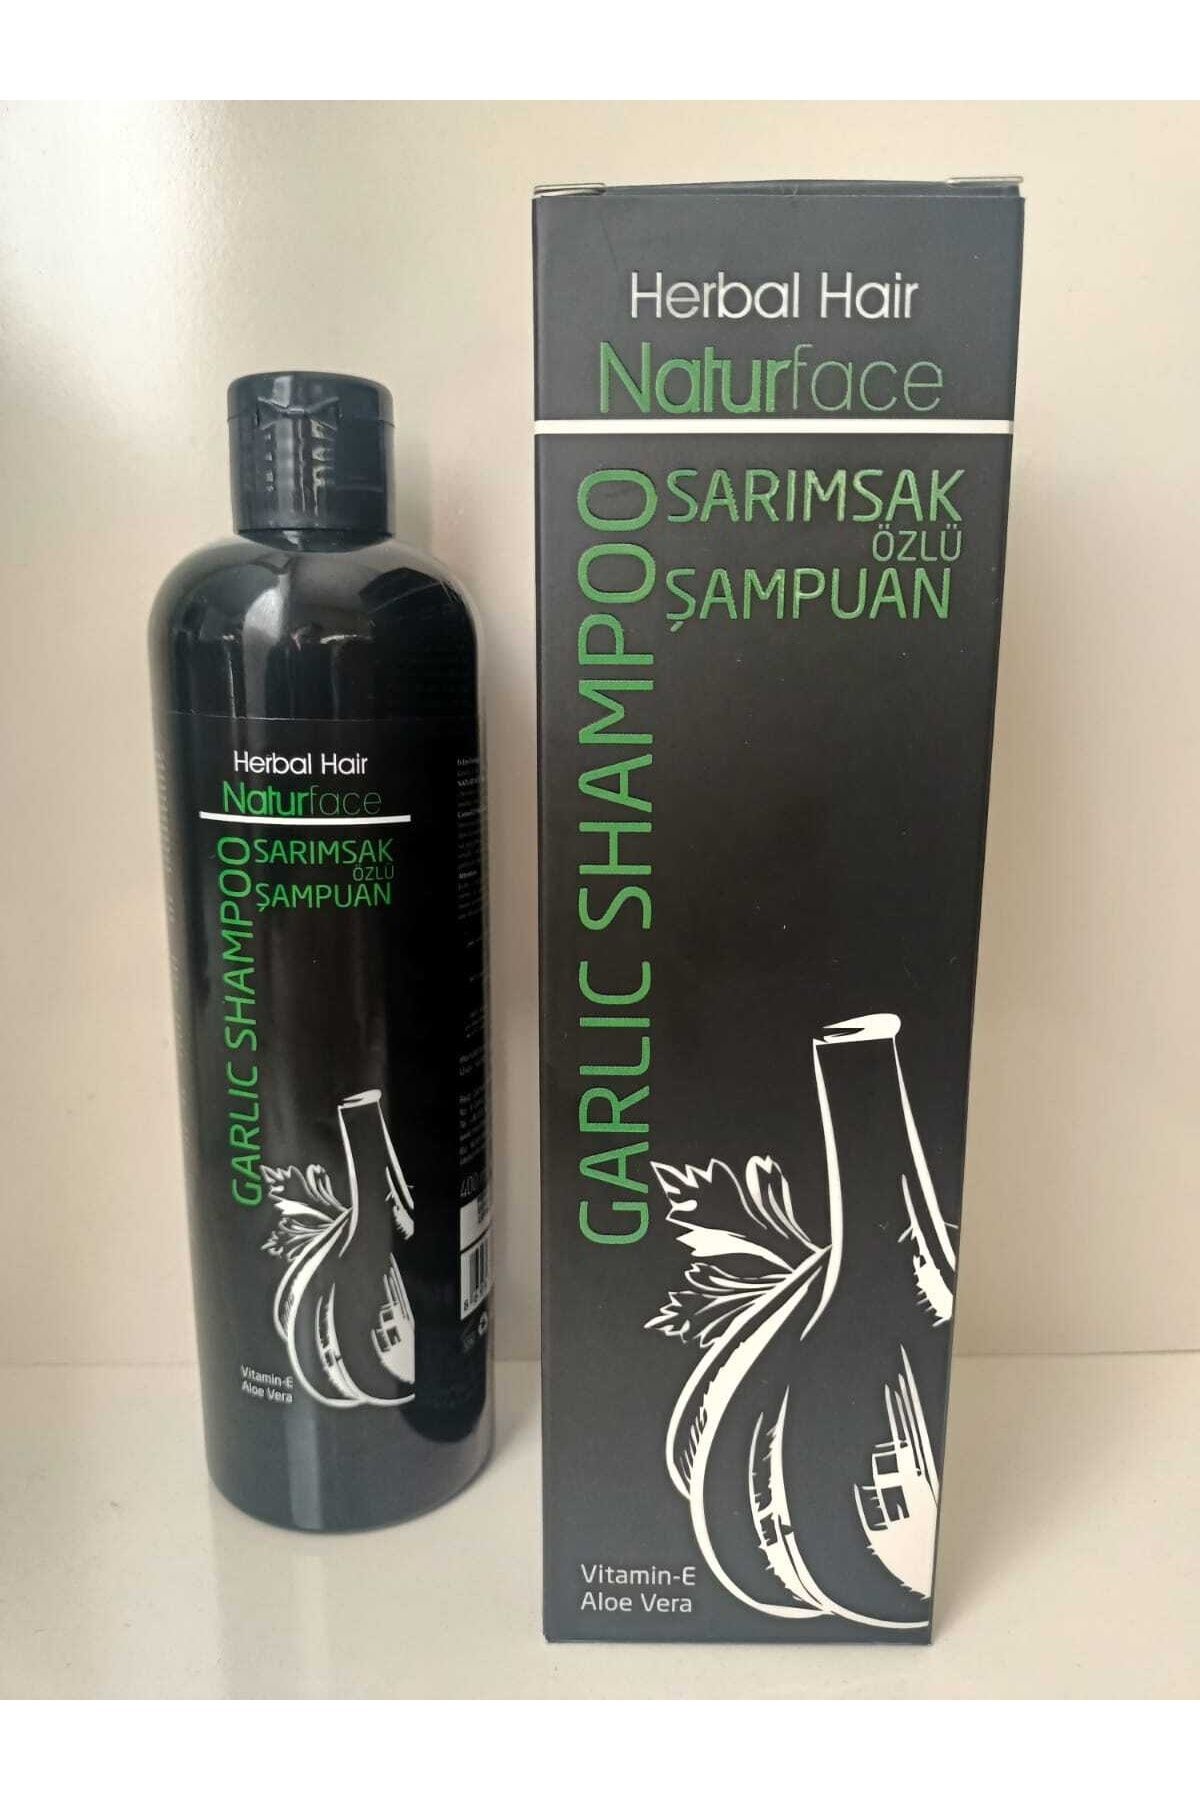 Herbal Hair
Naturface
GARLIC SHAMPOO
SARIMSAK
ÖZLÜ
ŞAMPUAN
Vitamin-E
Aloe Vera
Herbal Hair
Naturface
GARLIC SHAMPOO
SARIMSAK
ÖZLÜ
ŞAMPUAN
Vitamin-E
Aloe Vera
400